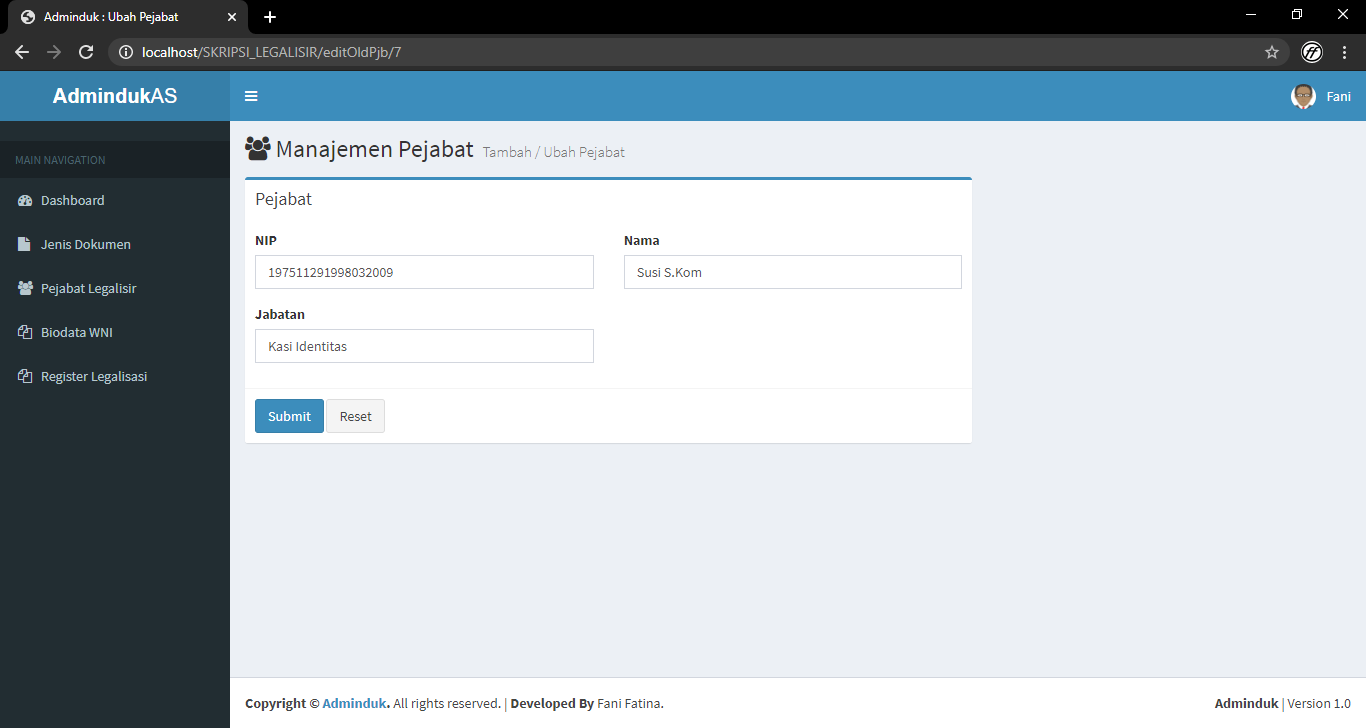 Adminduk : Ubah Pejabat
localhost/SKRIPSI_LEGALISIR/editOldPjb/7
AdmindukAS
Fani
MAIN NAVIGATION
Dashboard
Jenis Dokumen
Pejabat Legalisir
Biodata WNI
Register Legalisasi
Manajemen Pejabat Tambah / Ubah Pejabat
Pejabat
NIP Nama
197511291998032009 Susi S.Kom
Jabatan
Kasi Identitas
Submit Reset
Copyright © Adminduk. All rights reserved. | Developed By Fani Fatina. Adminduk | Version 1.0